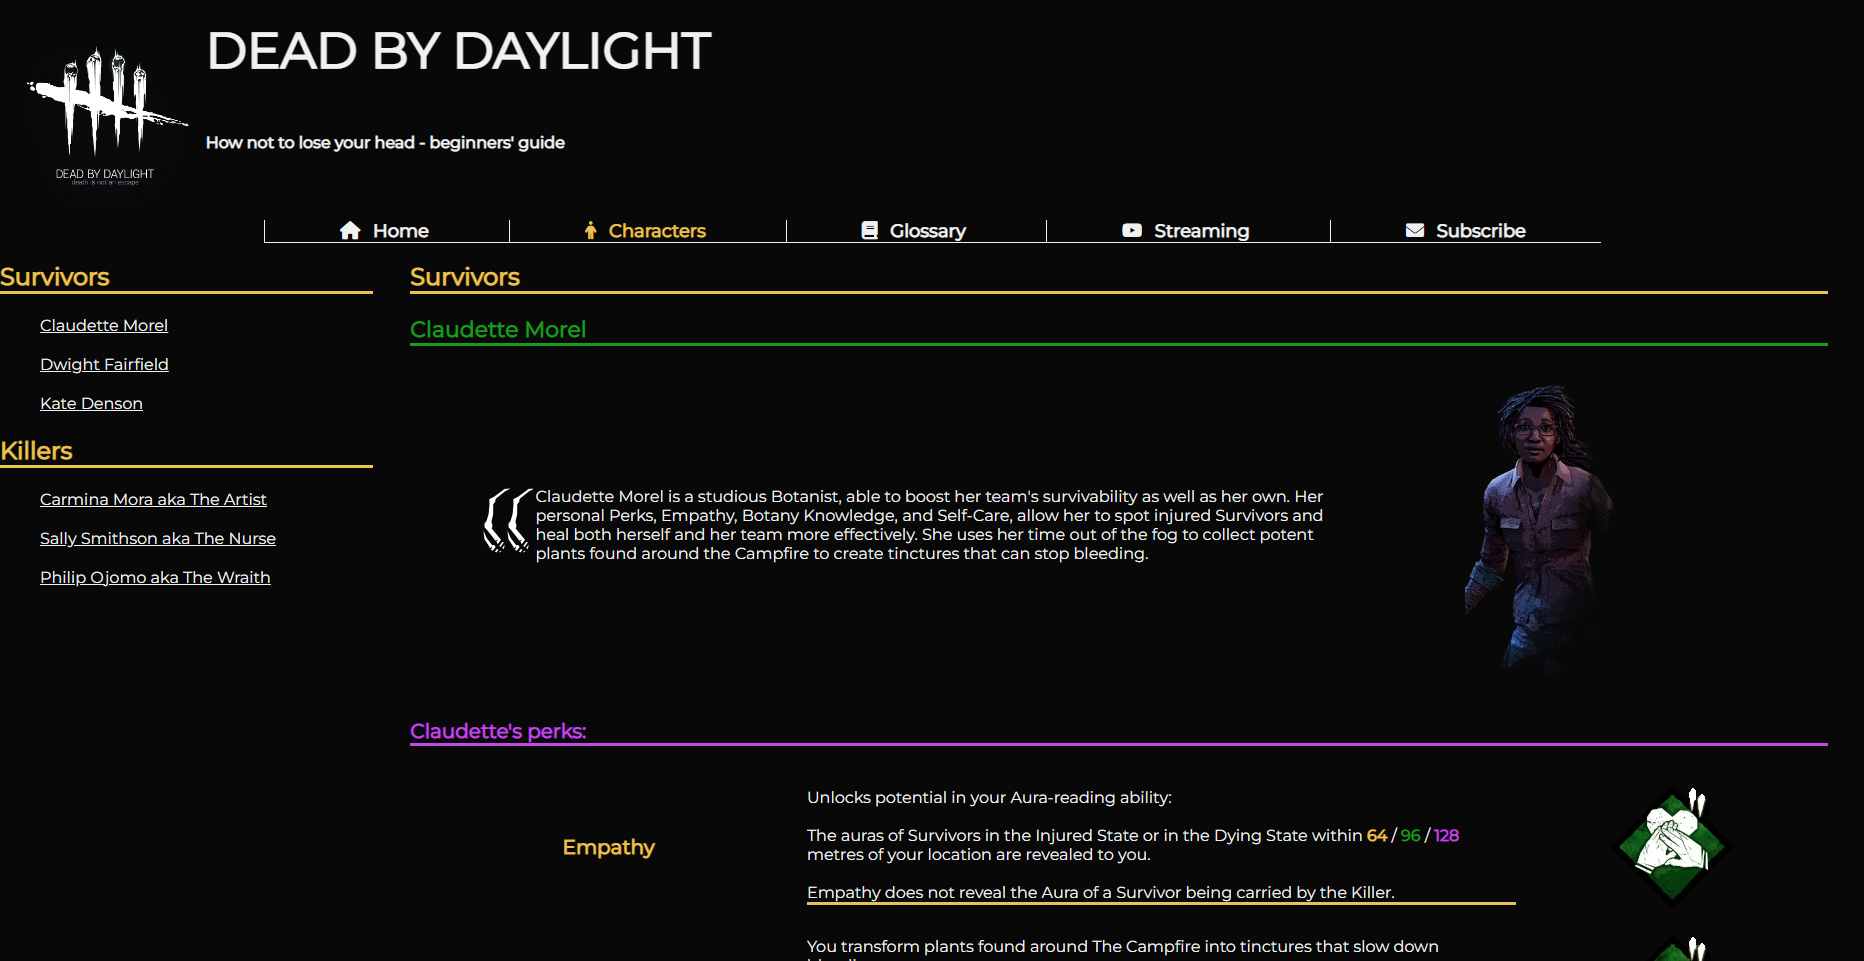 DEAD BY DAYLIGHT
How not to lose your head - beginners' guide
DEAD BY DAYLIGHT
death is not an escape
Home
Characters
Glossary
Streaming
Subscribe
Survivors
Claudette Morel
Dwight Fairfield
Kate Denson
Killers
Carmina Mora aka The Artist
Sally Smithson aka The Nurse
Philip Ojomo aka The Wraith
Survivors
Claudette Morel
Claudette Morel is a studious Botanist, able to boost her team's survivability as well as her own. Her
personal Perks, Empathy, Botany Knowledge, and Self-Care, allow her to spot injured Survivors and
heal both herself and her team more effectively. She uses her time out of the fog to collect potent
plants found around the Campfire to create tinctures that can stop bleeding.
Claudette's perks:
Empathy
Unlocks potential in your Aura-reading ability:
The auras of Survivors in the Injured State or in the Dying State within 64 / 96 / 128
metres of your location are revealed to you.
Empathy does not reveal the Aura of a Survivor being carried by the Killer.
You transform plants found around The Campfire into tinctures that slow down